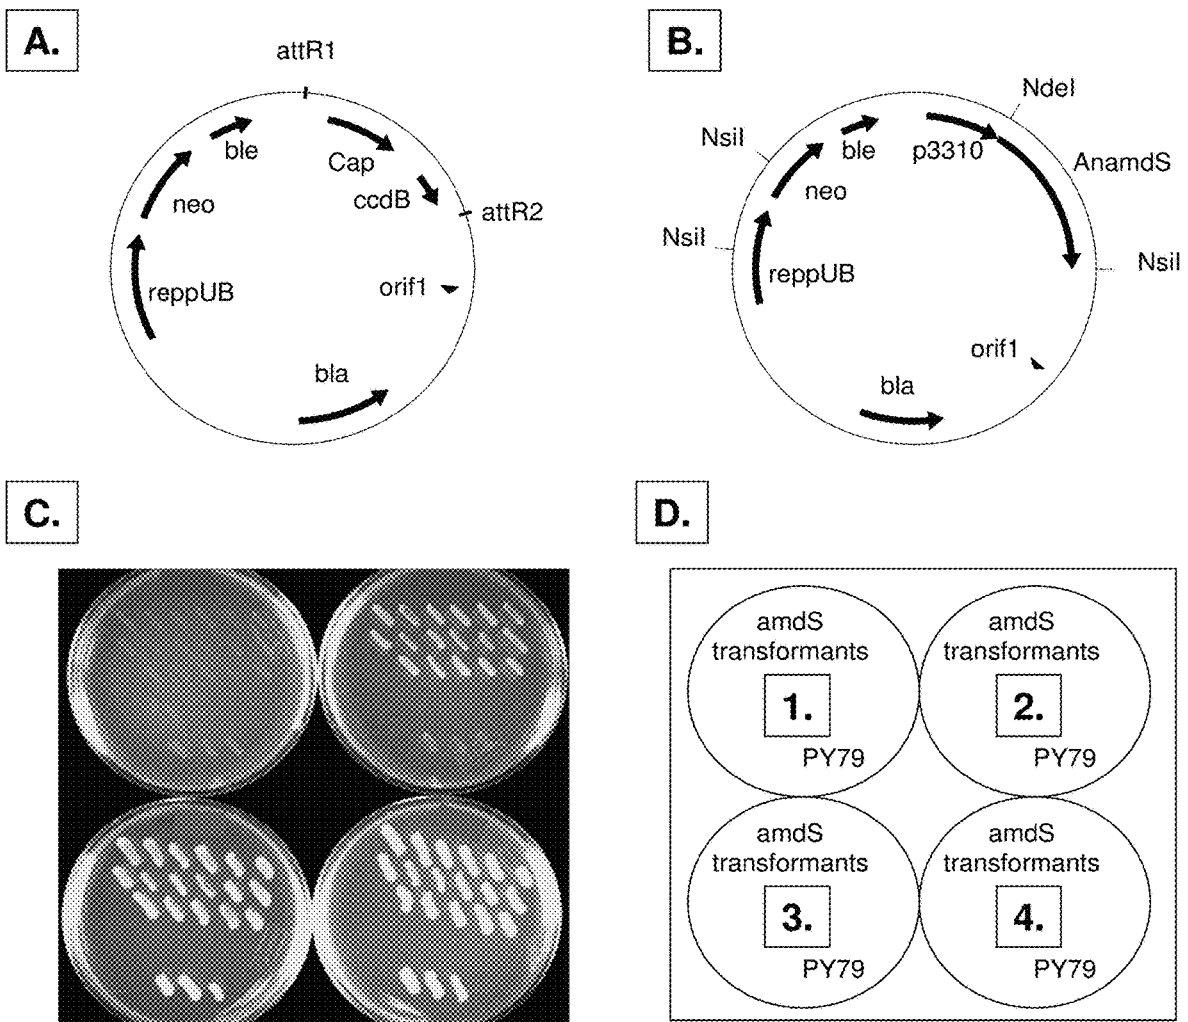 A.
attR1
ble
Cap
neo
ccdB
attR2
reppUB
orif1
bla
B.
NdeI
NsiI
ble
p3310
AnamdS
neo
NsiI
reppUB
NsiI
orif1
bla
C.
D.
amdS
transformants
1.
PY79
amdS
transformants
2.
PY79
amdS
transformants
3.
PY79
amdS
transformants
4.
PY79